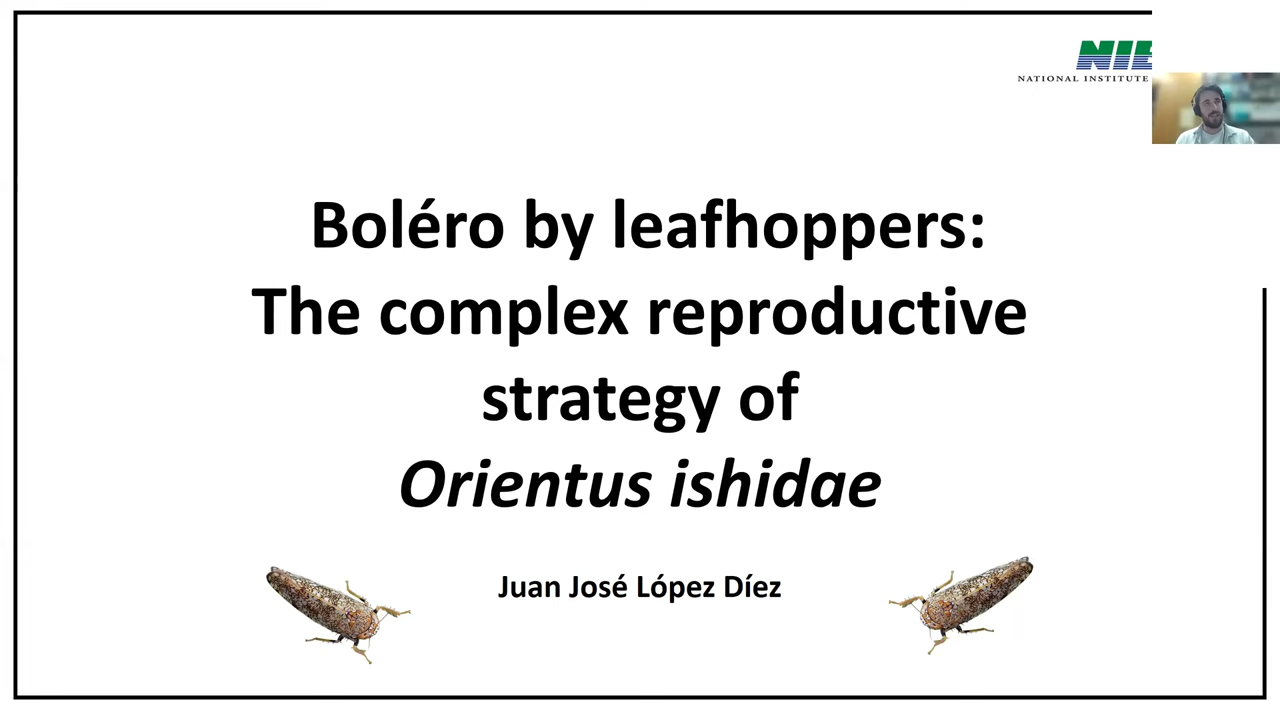 NATIONAL INSTITUTE
Boléro by leafhoppers:
The complex reproductive
strategy of
Orientus ishidae
Juan José López Díez